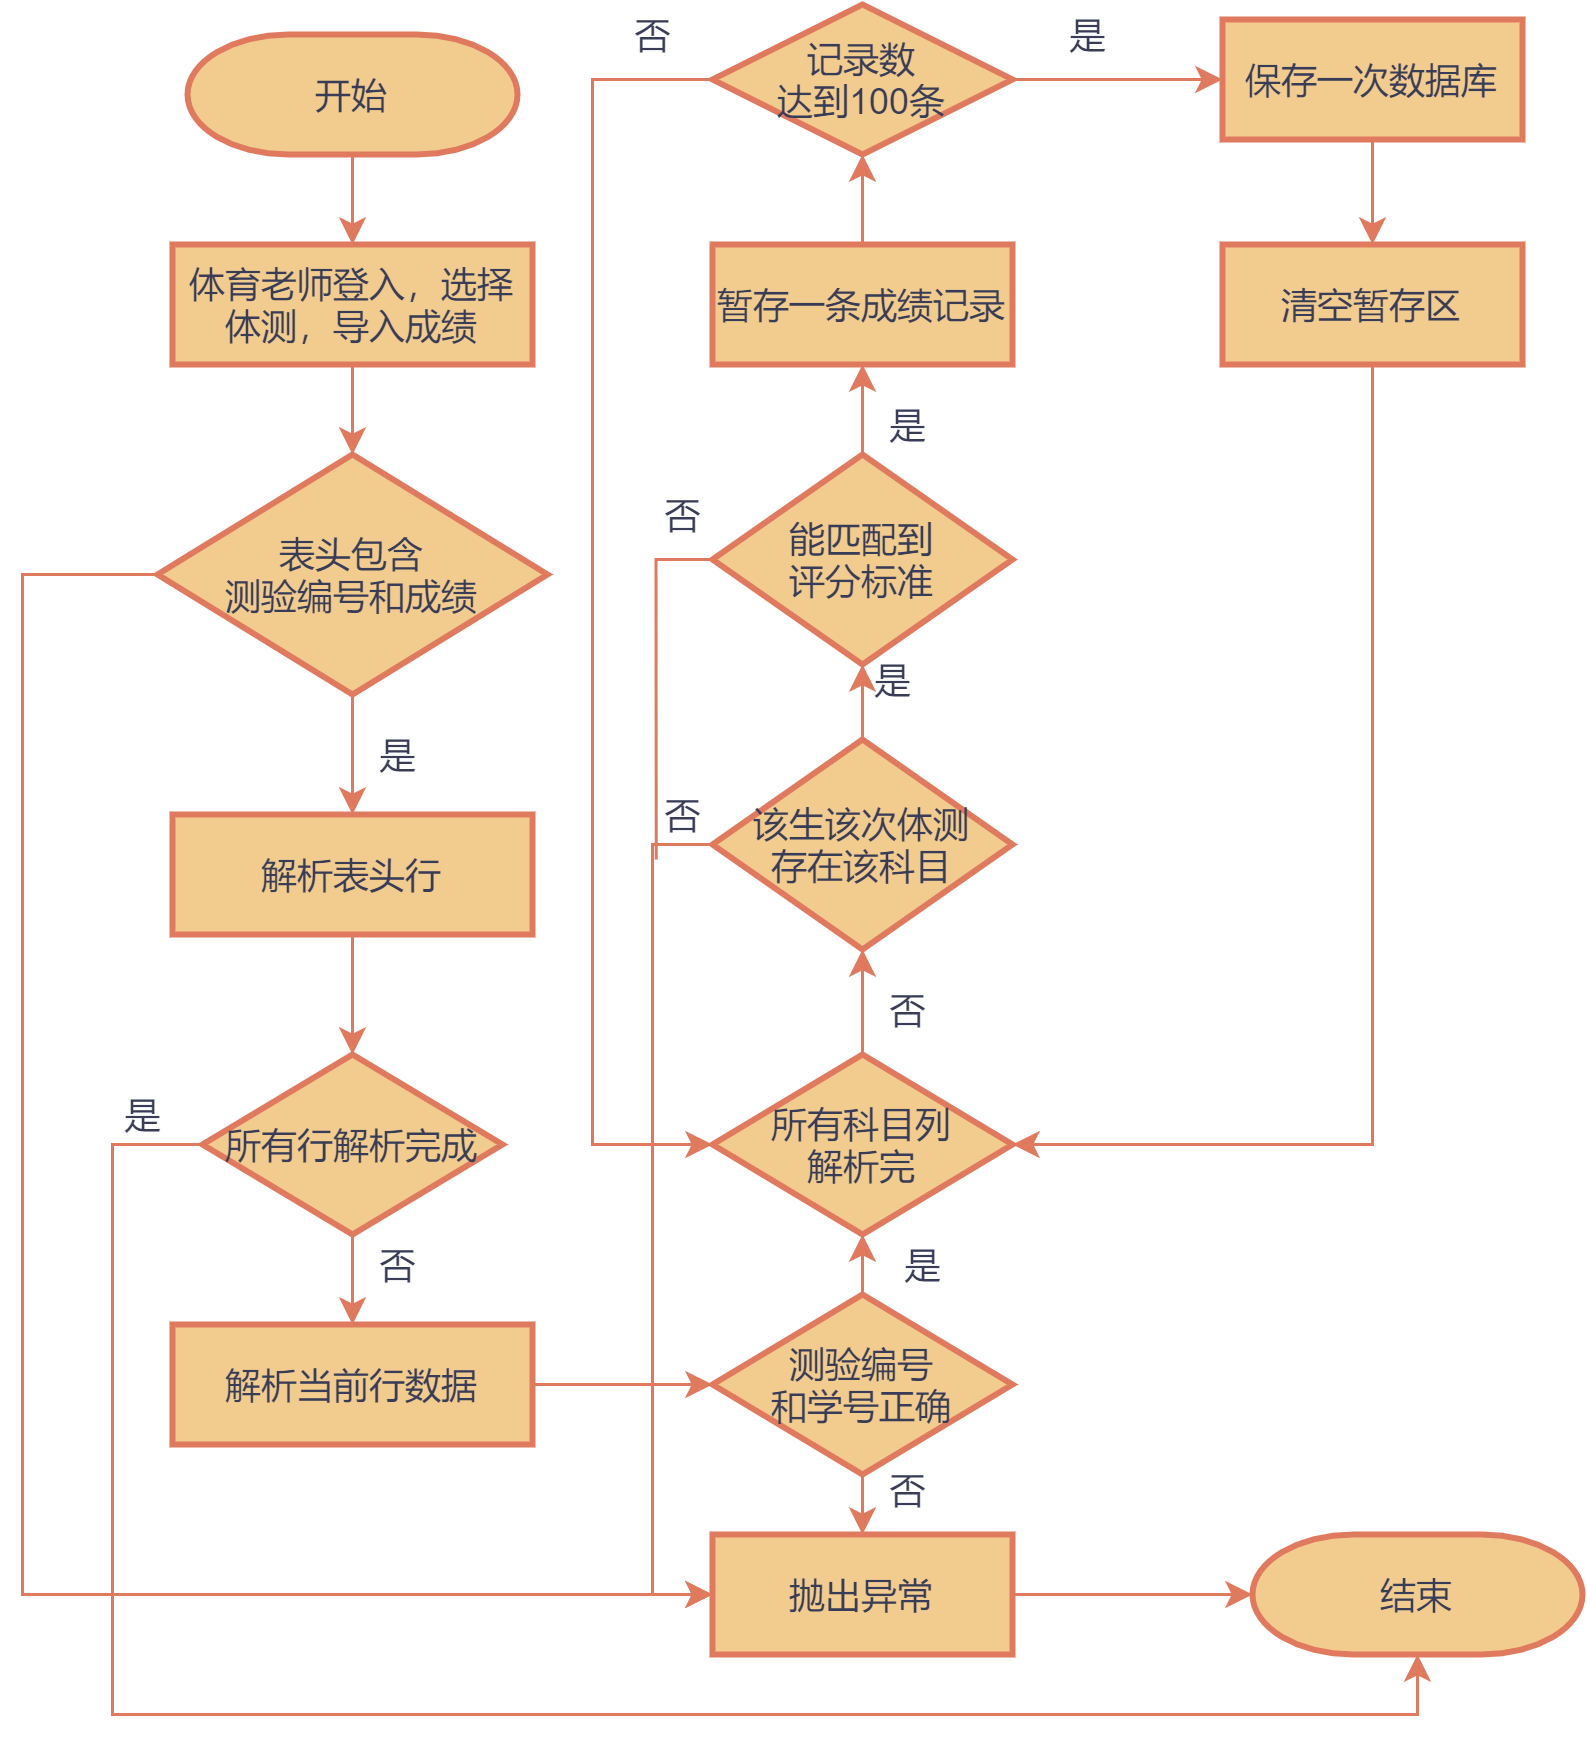 开始
体育老师登入，选择
体测，导入成绩
表头包含
测验编号和成绩
是
解析表头行
所有行解析完成
是
否
解析当前行数据
否
记录数
达到100条
是
暂存一条成绩记录
是
能匹配到
评分标准
否
是
该生该次体测
存在该科目
否
否
所有科目列
解析完
是
测验编号
和学号正确
否
抛出异常
保存一次数据库
清空暂存区
结束